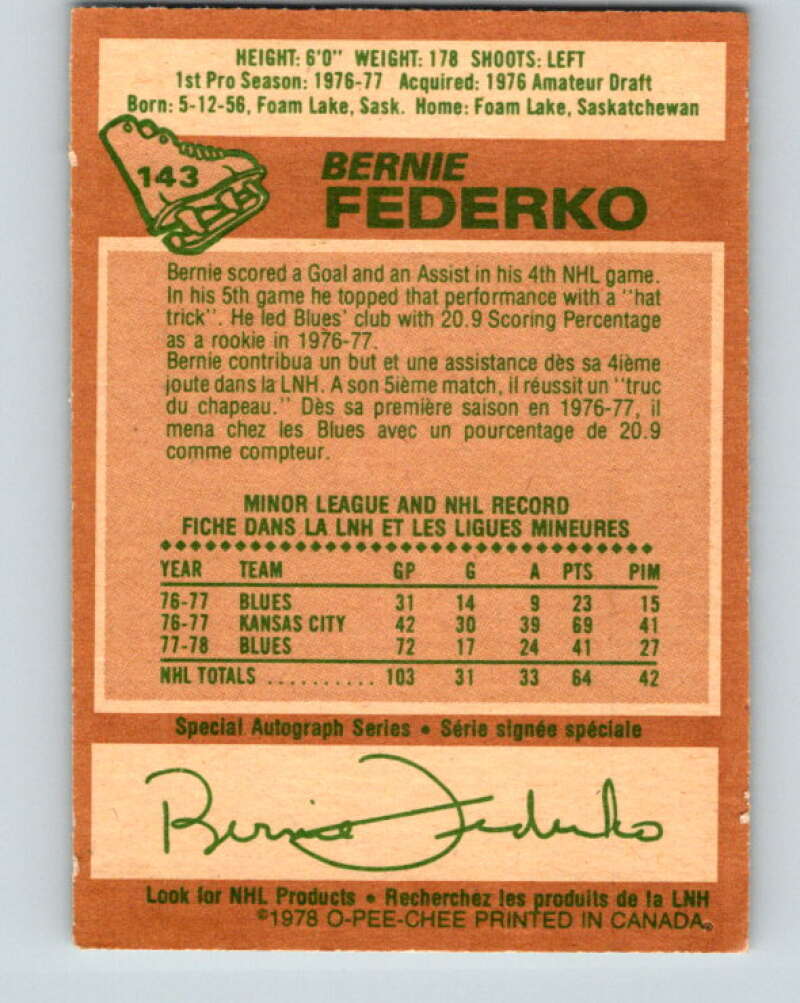 HEIGHT: 6'0" WEIGHT: 178 SHOOTS: LEFT
1st Pro Season: 1976-77 Acquired: 1976 Amateur Draft
Born: 5-12-56, Foam Lake, Sask. Home: Foam Lake, Saskatchewan
143
BERNIE
FEDERKO
Bernie scored a Goal and an Assist in his 4th NHL game.
In his 5th game he topped that performance with a "hat
trick". He led Blues' club with 20.9 Scoring Percentage
as a rookie in 1976-77.
Bernie contribua un but et une assistance dès sa 4ième
joute dans la LNH. A son 5ième match, il réussit un "truc
du chapeau." Dès sa première saison en 1976-77, il
mena chez les Blues avec un pourcentage de 20.9
comme compteur.
MINOR LEAGUE AND NHL RECORD
FICHE DANS LA LNH ET LES LIGUES MINEURES
YEAR TEAM GP G A PTS PIM
76-77 BLUES 31 14 9 23 15
76-77 KANSAS CITY 42 30 39 69 41
77-78 BLUES 72 17 24 41 27
NHL TOTALS .......... 103 31 33 64 42
Special Autograph Series • Série signée spéciale
Bernie Federko
Look for NHL Products • Recherchez les produits de la LNH
©1978 O-PEE-CHEE PRINTED IN CANADA.